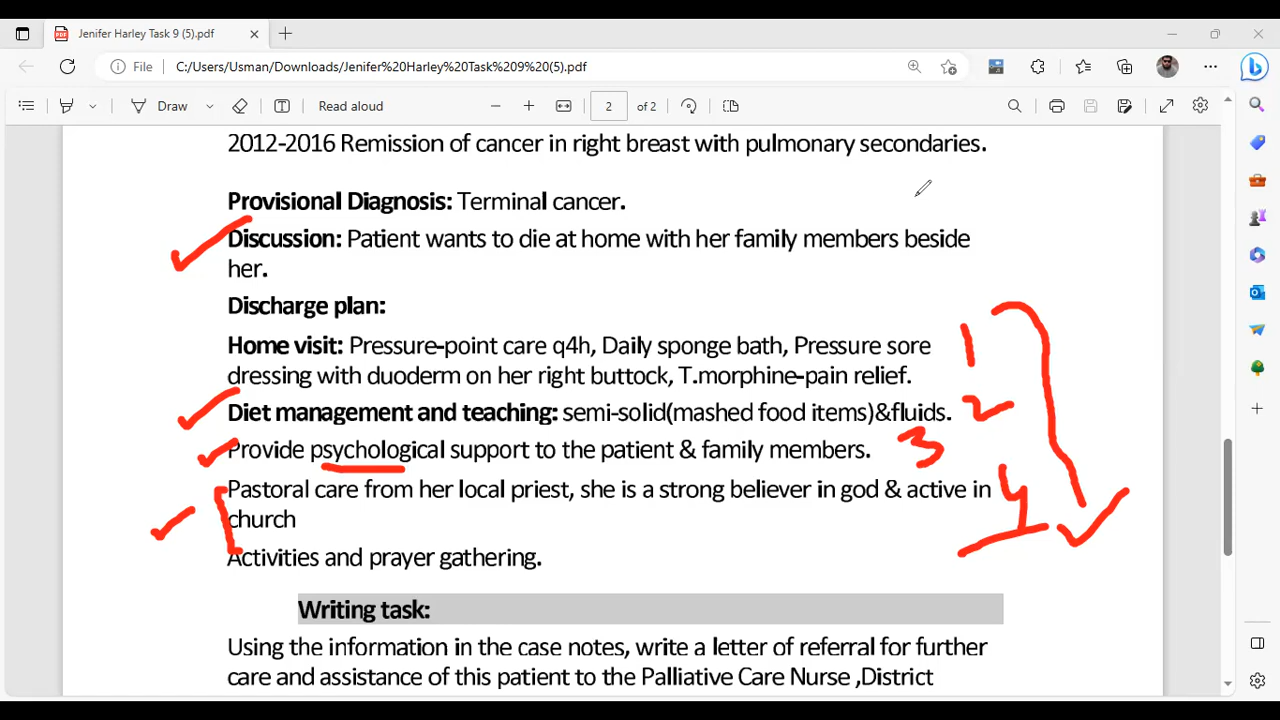 Jenifer Harley Task 9 (5).pdf
File C:/Users/Usman/Downloads/Jenifer%20Harley%20Task%209%20(5).pdf
Draw Read aloud 2 of 2
2012-2016 Remission of cancer in right breast with pulmonary secondaries.
Provisional Diagnosis: Terminal cancer.
Discussion: Patient wants to die at home with her family members beside
her.
Discharge plan:
Home visit: Pressure-point care q4h, Daily sponge bath, Pressure sore 1
dressing with duoderm on her right buttock, T.morphine-pain relief.
Diet management and teaching: semi-solid(mashed food items)&fluids. 2
Provide psychological support to the patient & family members. 3
Pastoral care from her local priest, she is a strong believer in god & active in 4
church
Activities and prayer gathering.
Writing task:
Using the information in the case notes, write a letter of referral for further
care and assistance of this patient to the Palliative Care Nurse ,District